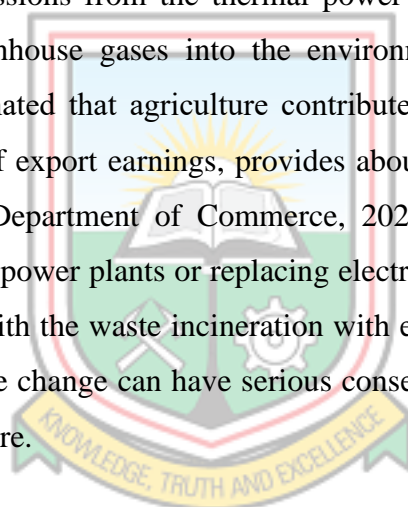 ssions from the thermal power
nhouse gases into the environm
nated that agriculture contribute
f export earnings, provides abou
Department of Commerce, 202
power plants or replacing electr
ith the waste incineration with e
e change can have serious conse
re.
KNOWLEDGE, TRUTH AND EXCELLENCE